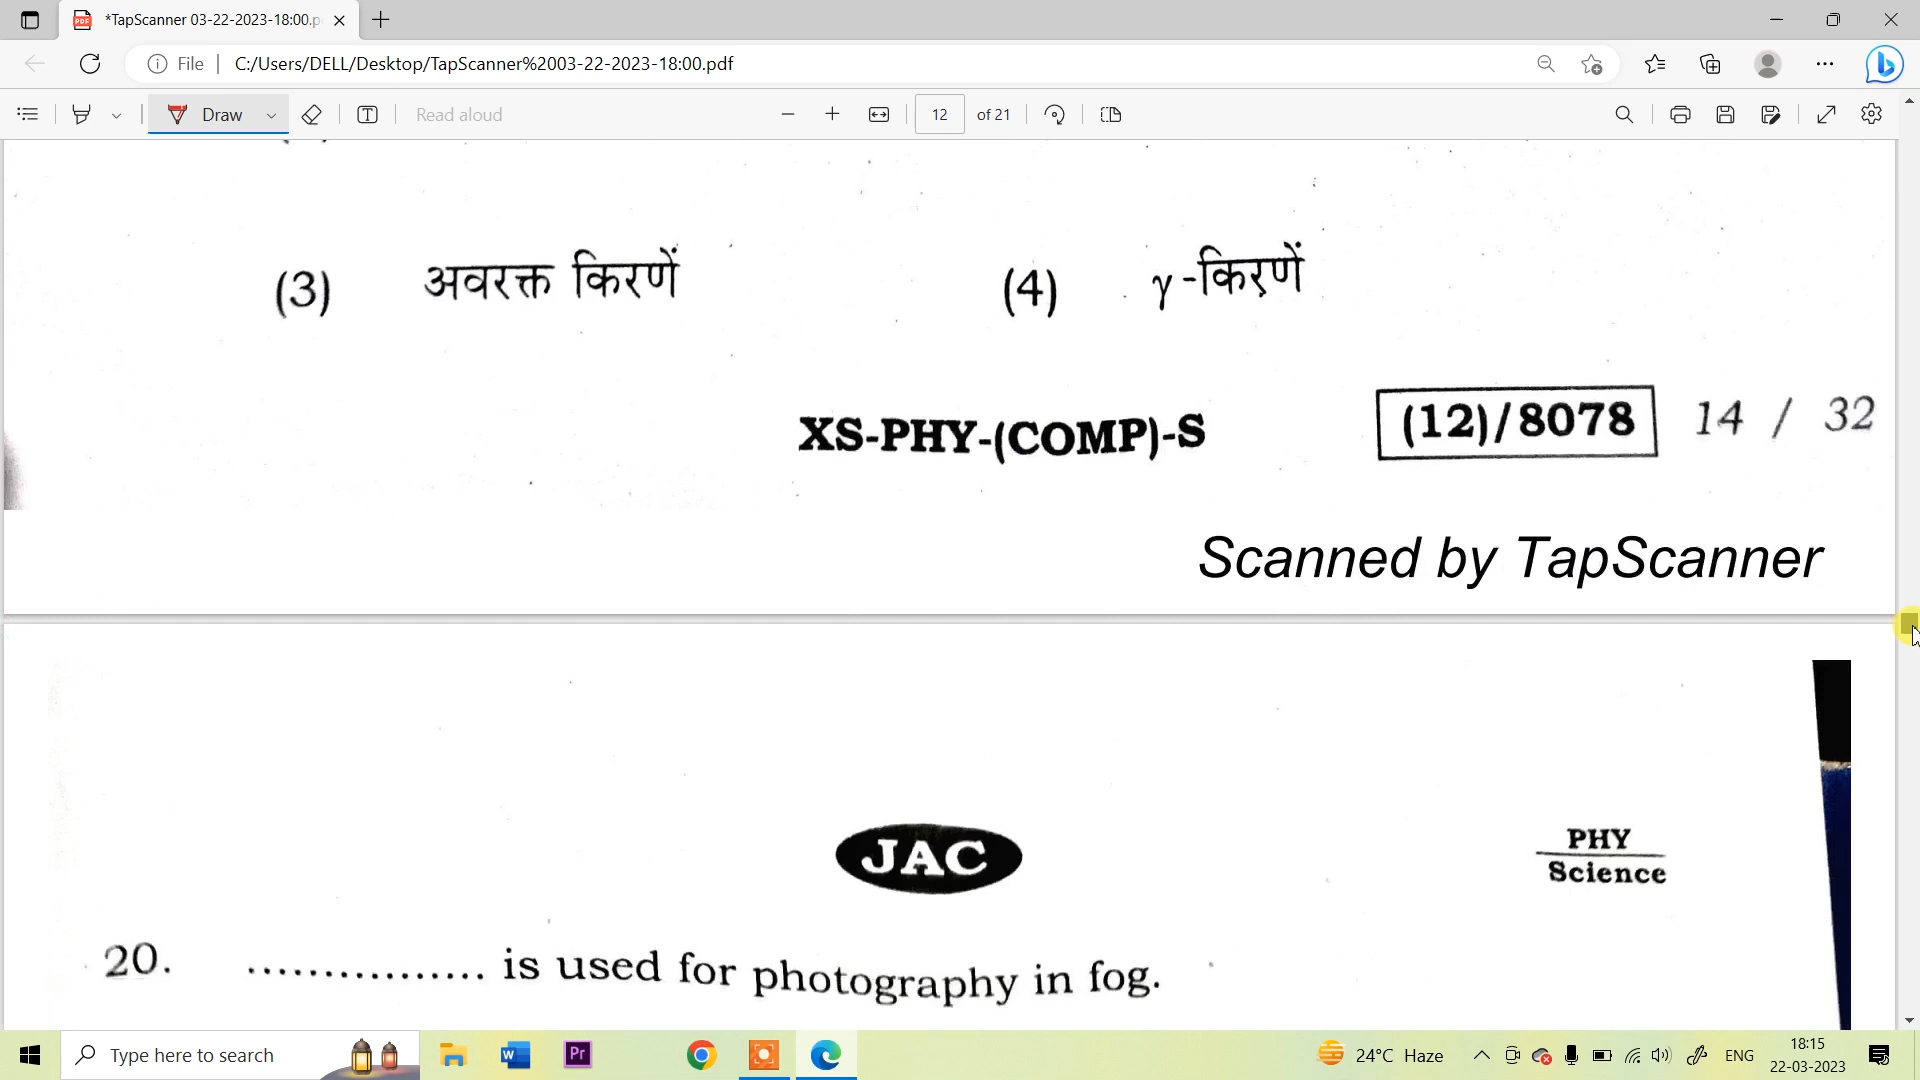 *TapScanner 03-22-2023-18:00.p
File
C:/Users/DELL/Desktop/TapScanner%2003-22-2023-18:00.pdf
Draw
Read aloud
12
of 21
(3) अवरक्त किरणें (4) γ-किरणें
XS-PHY-(COMP)-S
(12)/8078
14 / 32
Scanned by TapScanner
JAC
PHY
Science
20. ................ is used for photography in fog.
Type here to search
24°C Haze
ENG
18:15
22-03-2023